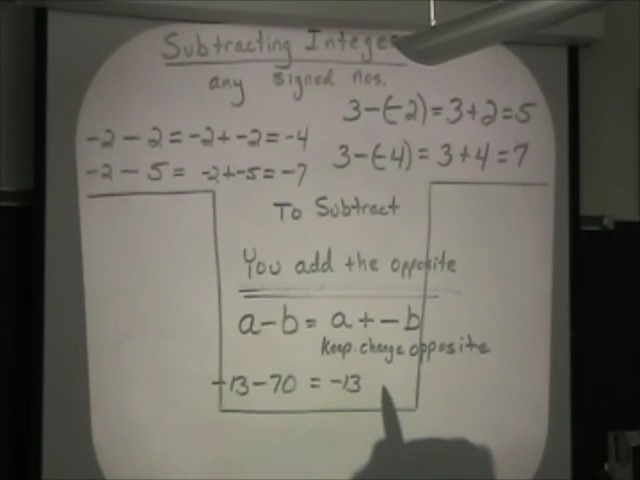 Subtracting Integers
any signed nos.
3-(-2)=3+2=5
-2-2=-2+-2=-4
3-(-4)=3+4=7
-2-5= -2+-5=-7
To Subtract
You add the opposite
a-b= a+-b
Keep change opposite
-13-70 = -13